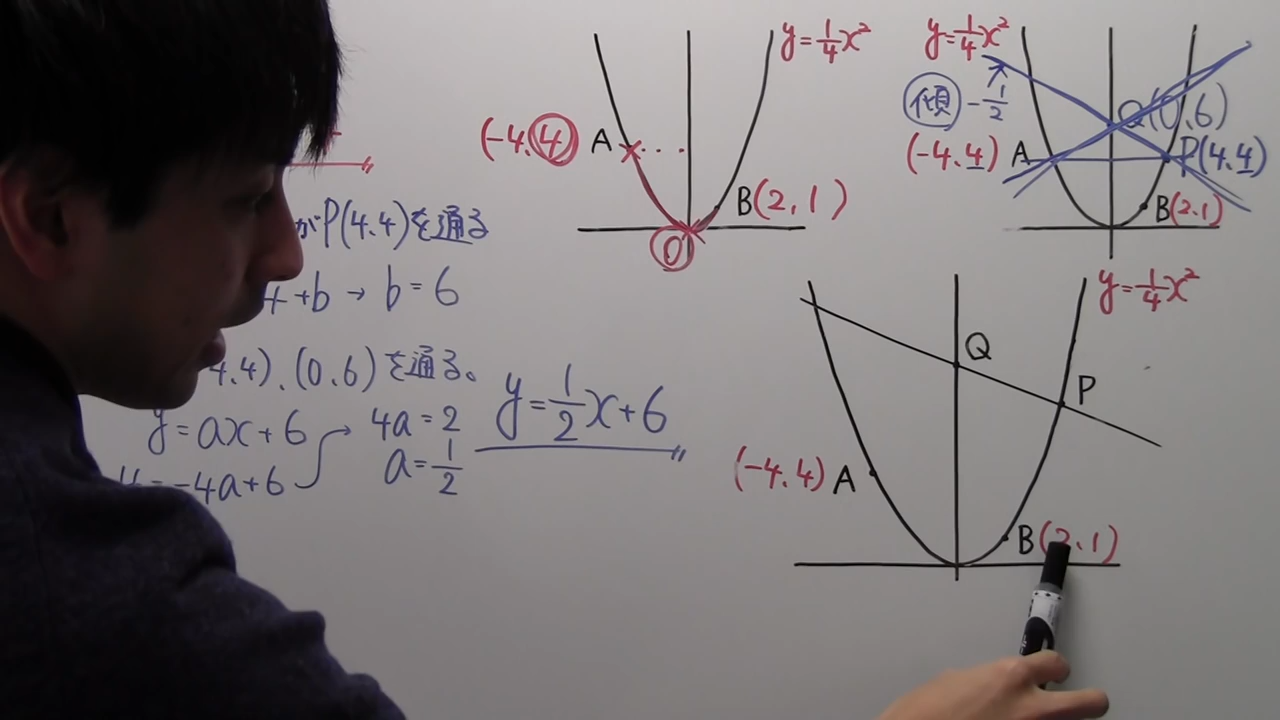 がP(4.4)を通る
+b→b=6
4.4)、(0.6)を通る。
y=ax+6
4a=2
=-4a+6
a=1/2
y=1/2x+6
y=1/4x²
(-4.4) A
B(2,1)
O
y=1/4x²
傾 -1/2
Q(0,6)
(-4.4) A
P(4.4)
B(2.1)
y=1/4x²
Q
P
(-4.4) A
B(2、1)